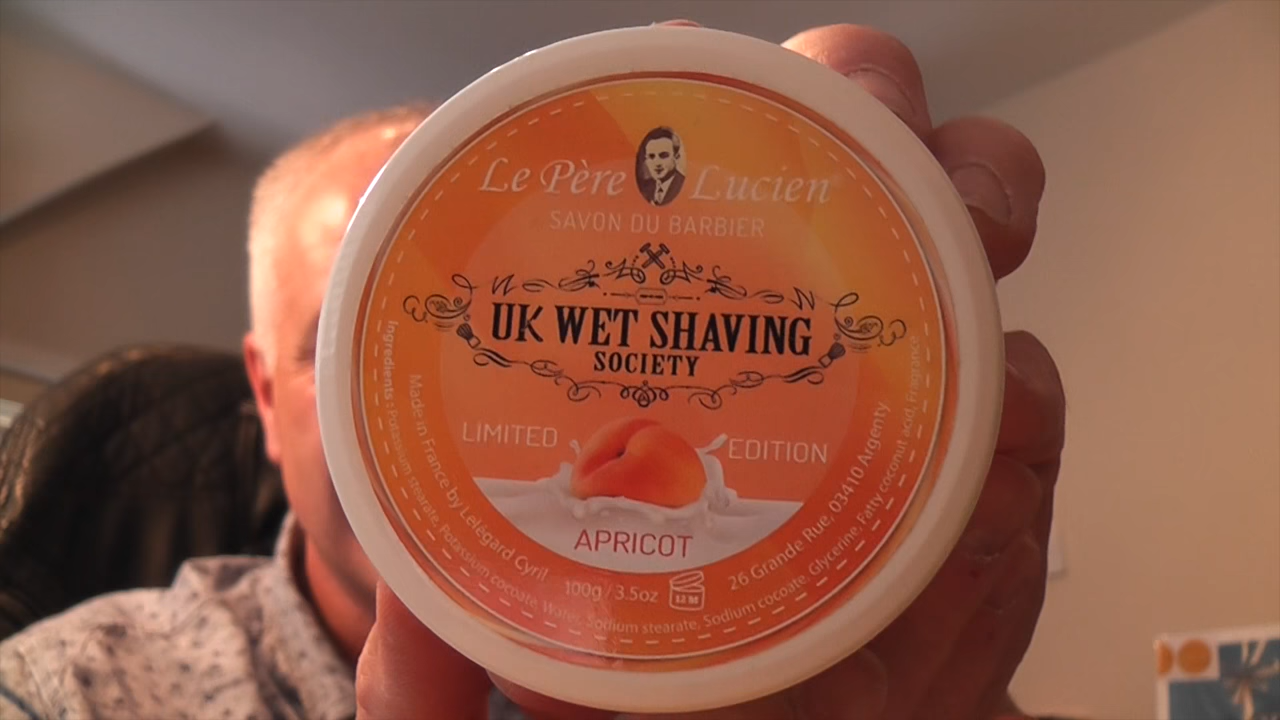 Le Père Lucien
SAVON DU BARBIER
UK WET SHAVING
SOCIETY
LIMITED EDITION
APRICOT
Made in France by Lelégard Cyril
100g / 3.5oz
12 M
26 Grande Rue, 03410 Argenty
Ingredients : Potassium stearate, Potassium cocoate, Water, Sodium stearate, Sodium cocoate, Glycerine, Fatty coconut acid, Fragrance